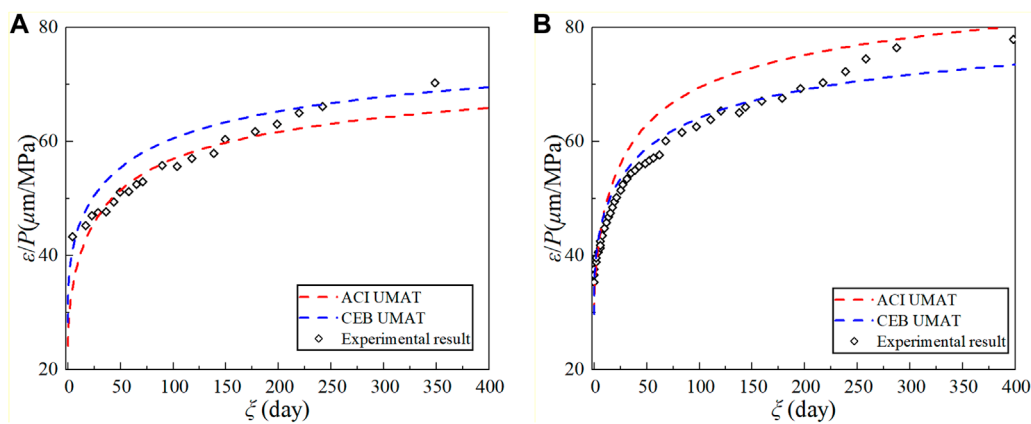 A
80
60
40
20
ε/P(μm/MPa)
0 50 100 150 200 250 300 350 400
ξ (day)
ACI UMAT
CEB UMAT
Experimental result
B
80
60
40
20
ε/P(μm/MPa)
0 50 100 150 200 250 300 350 400
ξ (day)
ACI UMAT
CEB UMAT
Experimental result